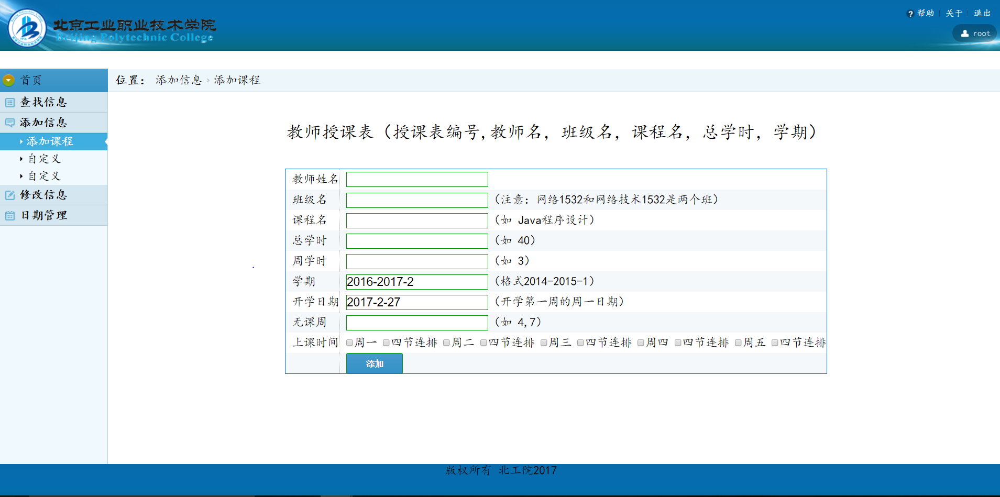 帮助 关于 退出
北京工业职业技术学院
Beijing Polytechnic College
root
首页
位置： 添加信息 › 添加课程
查找信息
添加信息
添加课程
自定义
自定义
修改信息
日期管理
教师授课表（授课表编号,教师名，班级名，课程名，总学时，学期）
教师姓名
班级名 （注意：网络1532和网络技术1532是两个班）
课程名 （如 Java程序设计）
总学时 （如 40）
周学时 （如 3）
学期 2016-2017-2 （格式2014-2015-1）
开学日期 2017-2-27 （开学第一周的周一日期）
无课周 （如 4,7）
上课时间 周一 四节连排 周二 四节连排 周三 四节连排 周四 四节连排 周五 四节连排
添加
版权所有 北工院2017